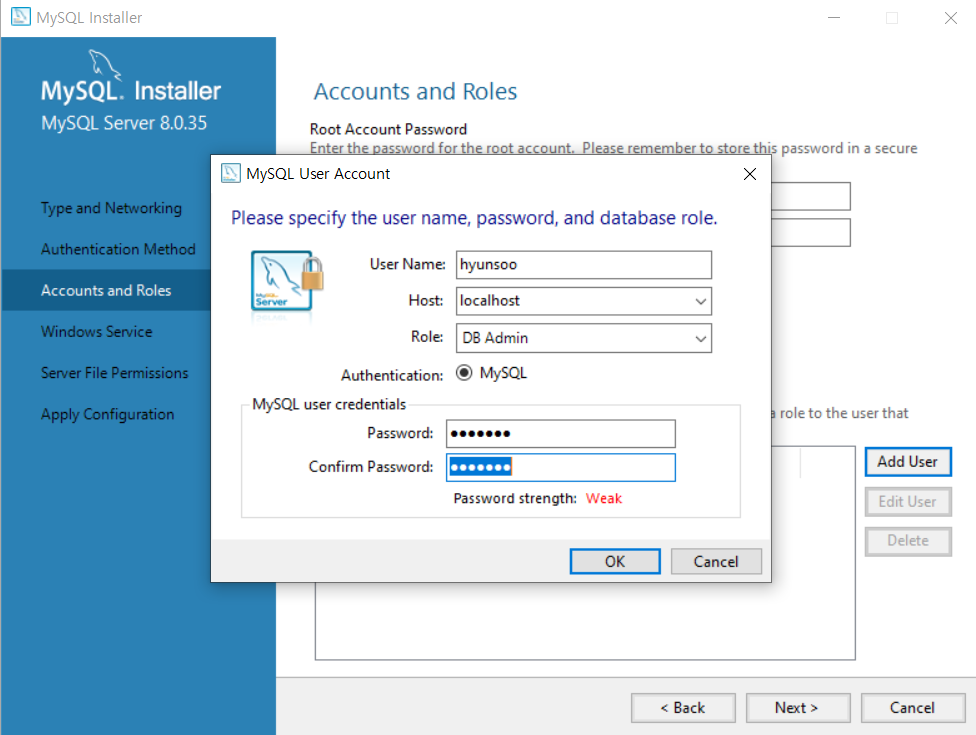 MySQL Installer
MySQL. Installer
MySQL Server 8.0.35
Type and Networking
Authentication Method
Accounts and Roles
Windows Service
Server File Permissions
Apply Configuration
Accounts and Roles
Root Account Password
Enter the password for the root account. Please remember to store this password in a secure
MySQL User Account
Please specify the user name, password, and database role.
MySQL
Server
User Name: hyunsoo
Host: localhost
Role: DB Admin
Authentication: MySQL
MySQL user credentials
Password: ●●●●●●●
Confirm Password: ●●●●●●●
Password strength: Weak
OK Cancel
a role to the user that
Add User
Edit User
Delete
< Back Next > Cancel